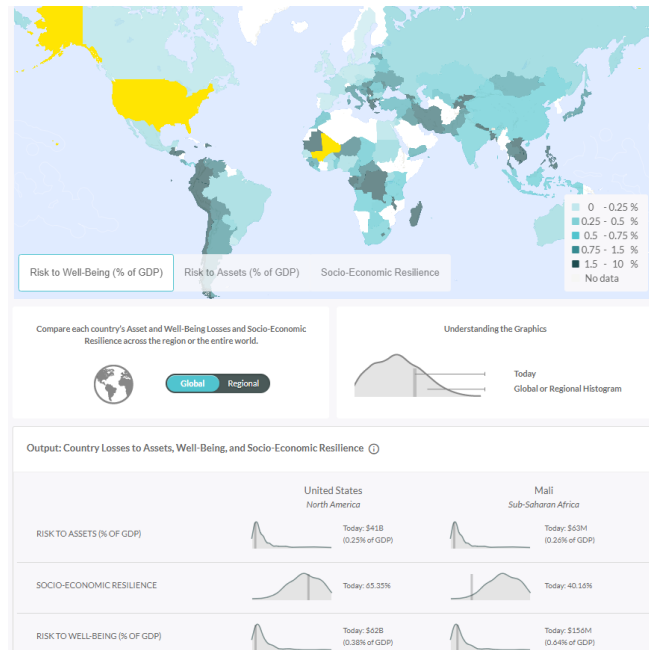 0 - 0.25 %
0.25 - 0.5 %
0.5 - 0.75 %
0.75 - 1.5 %
1.5 - 10 %
No data
Risk to Well-Being (% of GDP)
Risk to Assets (% of GDP)
Socio-Economic Resilience
Compare each country's Asset and Well-Being Losses and Socio-Economic
Resilience across the region or the entire world.
Global
Regional
Understanding the Graphics
Today
Global or Regional Histogram
Output: Country Losses to Assets, Well-Being, and Socio-Economic Resilience
United States
North America
Mali
Sub-Saharan Africa
RISK TO ASSETS (% OF GDP)
Today: $41B
(0.25% of GDP)
Today: $63M
(0.26% of GDP)
SOCIO-ECONOMIC RESILIENCE
Today: 65.35%
Today: 40.16%
RISK TO WELL-BEING (% OF GDP)
Today: $62B
(0.38% of GDP)
Today: $156M
(0.64% of GDP)